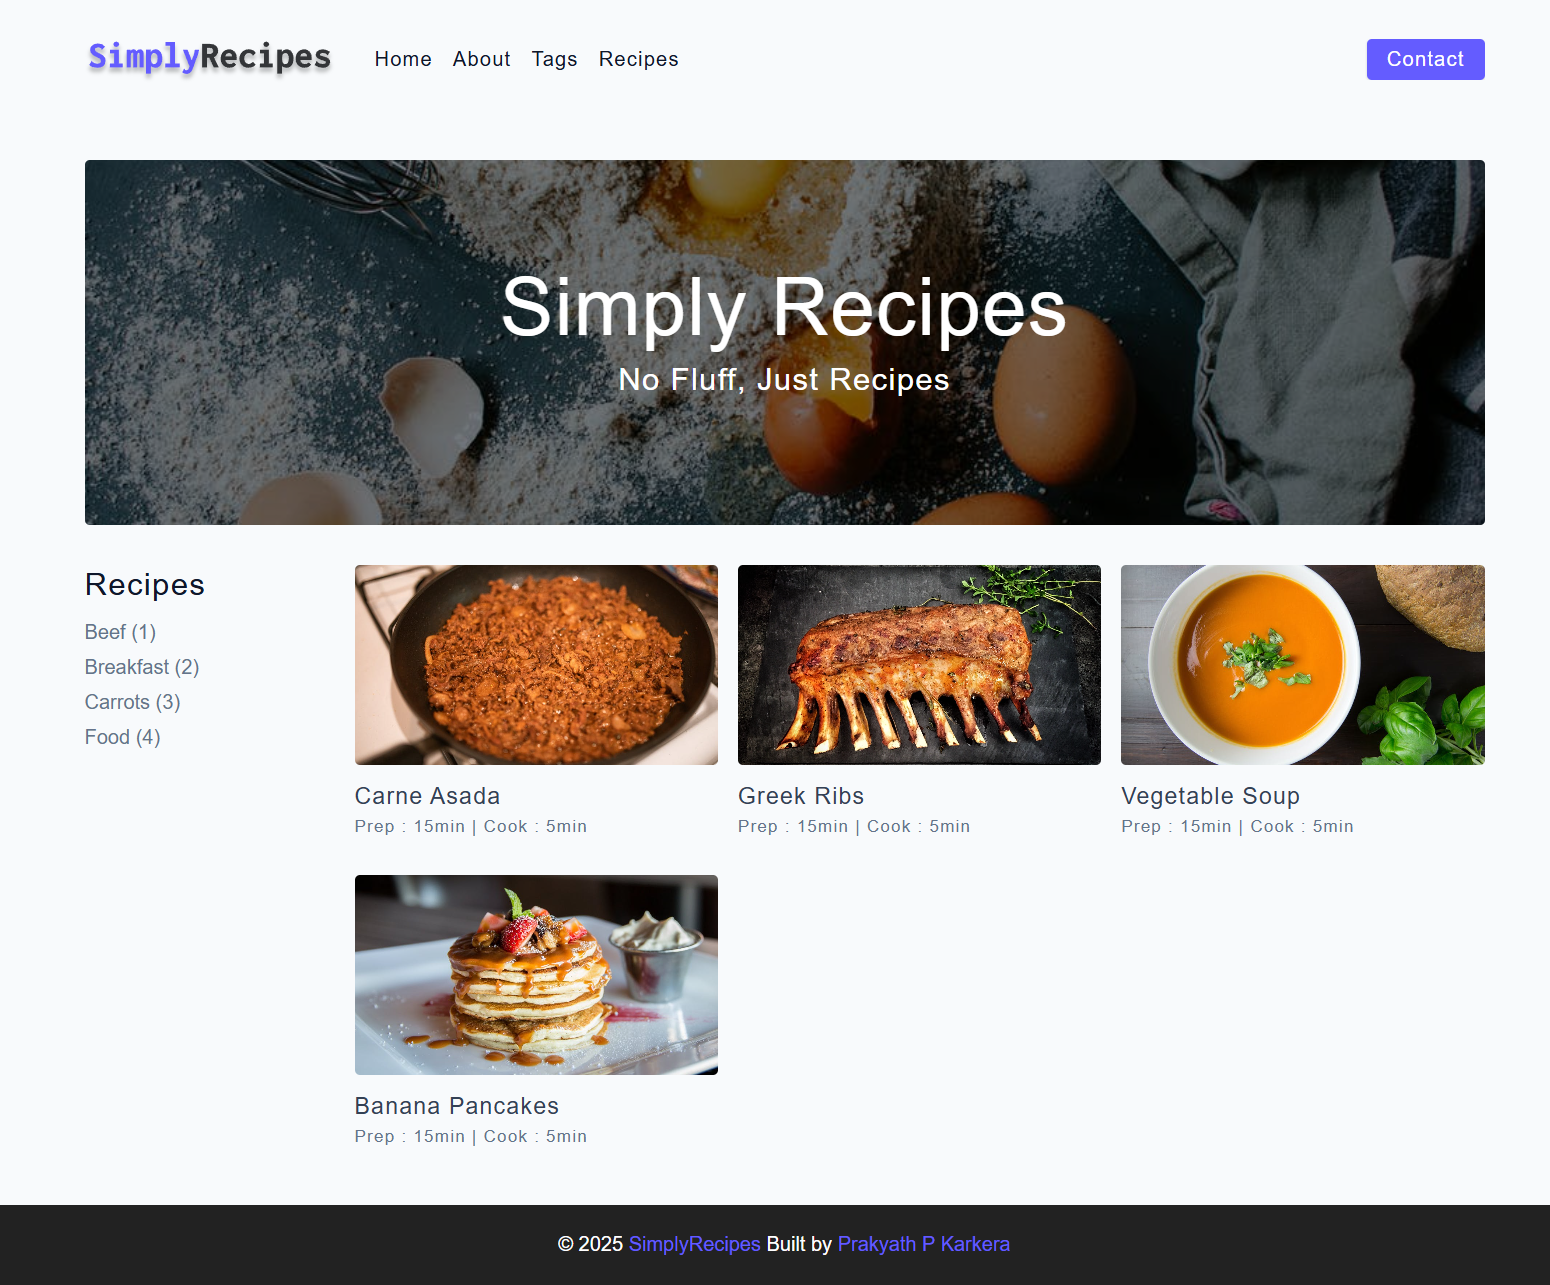 SimplyRecipes Home About Tags Recipes Contact
Simply Recipes
No Fluff, Just Recipes
Recipes
Beef (1)
Breakfast (2)
Carrots (3)
Food (4)
Carne Asada
Prep : 15min | Cook : 5min
Greek Ribs
Prep : 15min | Cook : 5min
Vegetable Soup
Prep : 15min | Cook : 5min
Banana Pancakes
Prep : 15min | Cook : 5min
© 2025 SimplyRecipes Built by Prakyath P Karkera